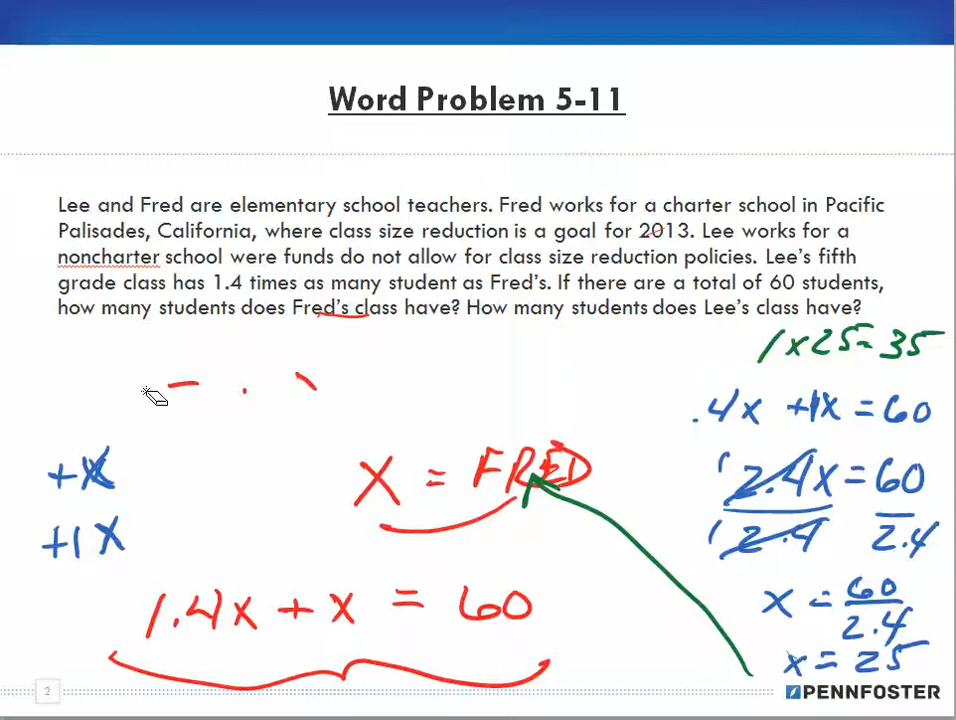 Word Problem 5-11
Lee and Fred are elementary school teachers. Fred works for a charter school in Pacific
Palisades, California, where class size reduction is a goal for 2013. Lee works for a
noncharter school were funds do not allow for class size reduction policies. Lee's fifth
grade class has 1.4 times as many student as Fred's. If there are a total of 60 students,
how many students does Fred's class have? How many students does Lee's class have?
1 x 25 = 35
.4x +1x = 60
+x
X = FRED
2.4x = 60
2.4 2.4
+1 X
1.4x + x = 60
x = 60
2.4
x = 25
2
PENNFOSTER